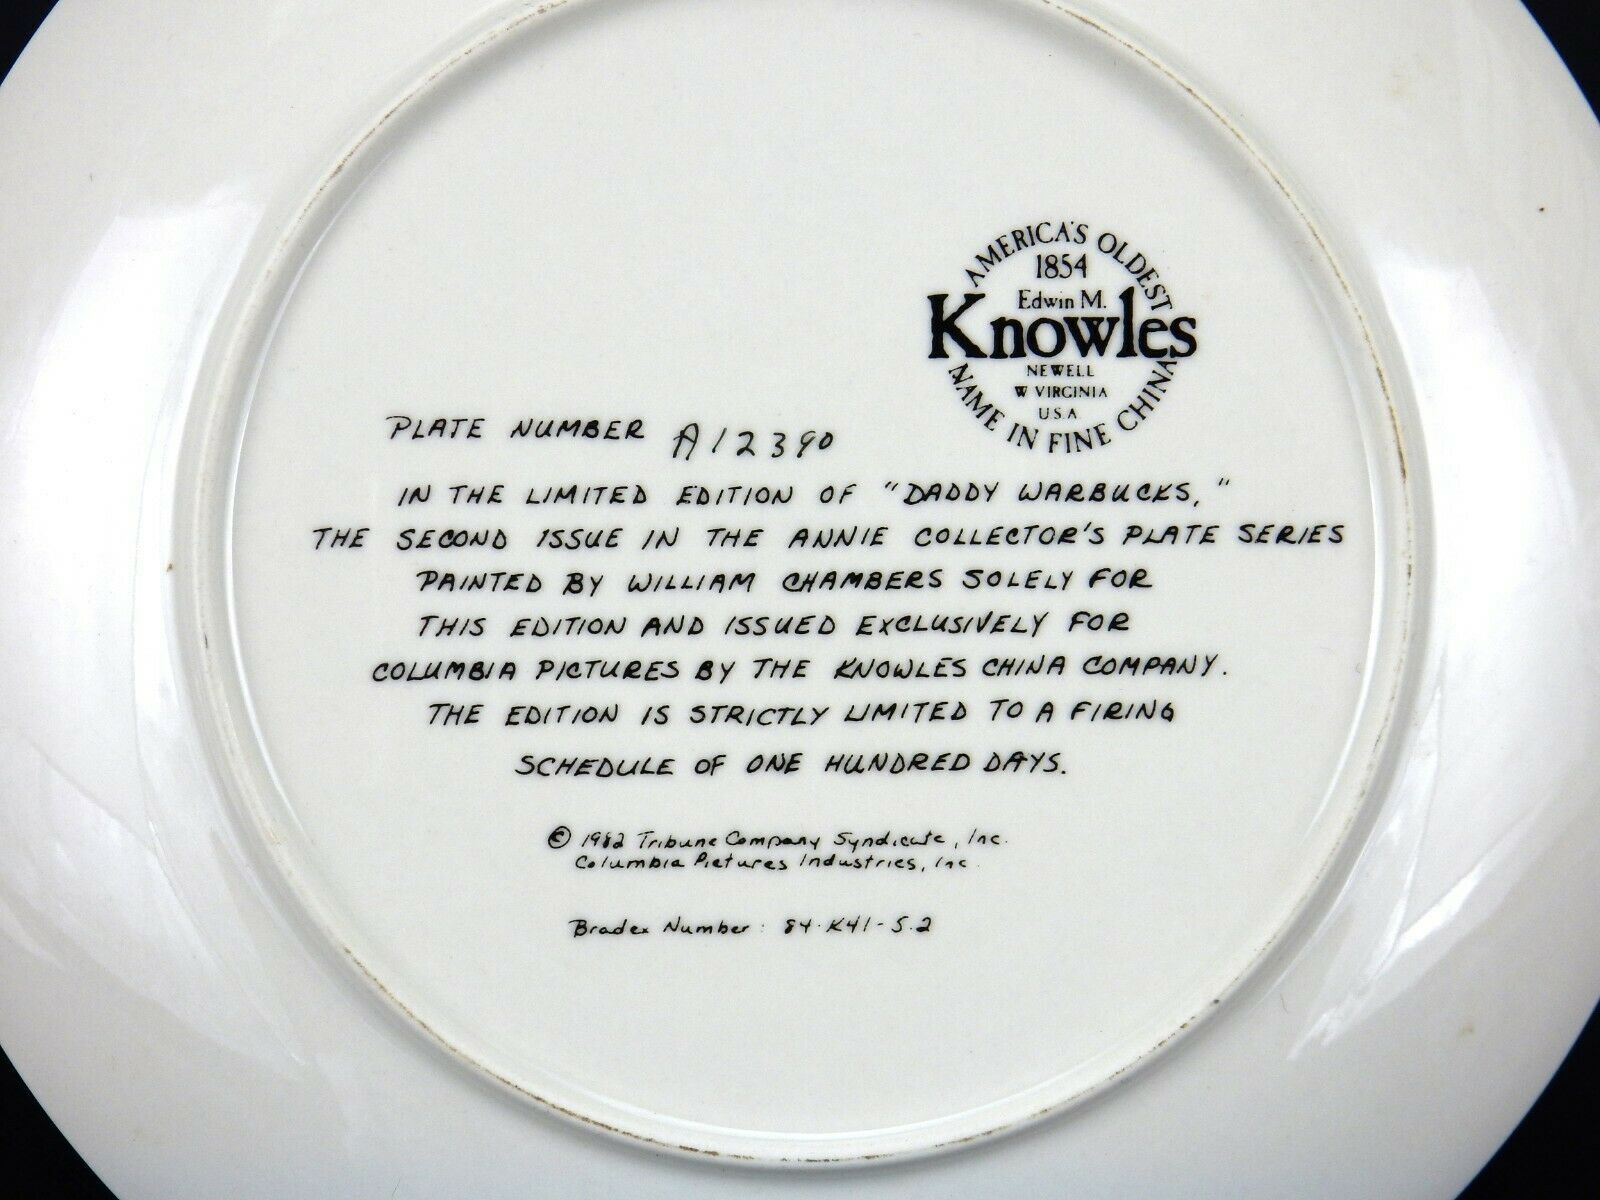 AMERICA'S OLDEST
1854
Edwin M.
Knowles
NEWELL
W VIRGINIA
U.S.A
NAME IN FINE CHINA
PLATE NUMBER A12390
IN THE LIMITED EDITION OF "DADDY WARBUCKS,"
THE SECOND ISSUE IN THE ANNIE COLLECTOR'S PLATE SERIES
PAINTED BY WILLIAM CHAMBERS SOLELY FOR
THIS EDITION AND ISSUED EXCLUSIVELY FOR
COLUMBIA PICTURES BY THE KNOWLES CHINA COMPANY.
THE EDITION IS STRICTLY LIMITED TO A FIRING
SCHEDULE OF ONE HUNDRED DAYS.
© 1982 Tribune Company Syndicate, Inc.
Columbia Pictures Industries, Inc.
Bradex Number: 84-K41-5.2